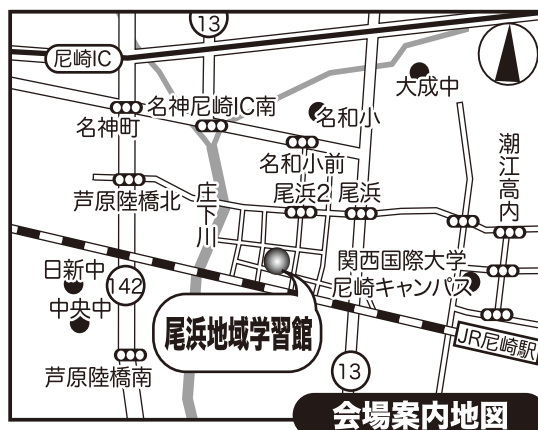 13
尼崎IC
大成中
名神尼崎IC南
名神町
名和小
名和小前
潮江高内
芦原陸橋北
庄下川
尾浜2
尾浜
関西国際大学
尼崎キャンパス
日新中
142
中央中
尾浜地域学習館
JR尼崎駅
芦原陸橋南
13
会場案内地図